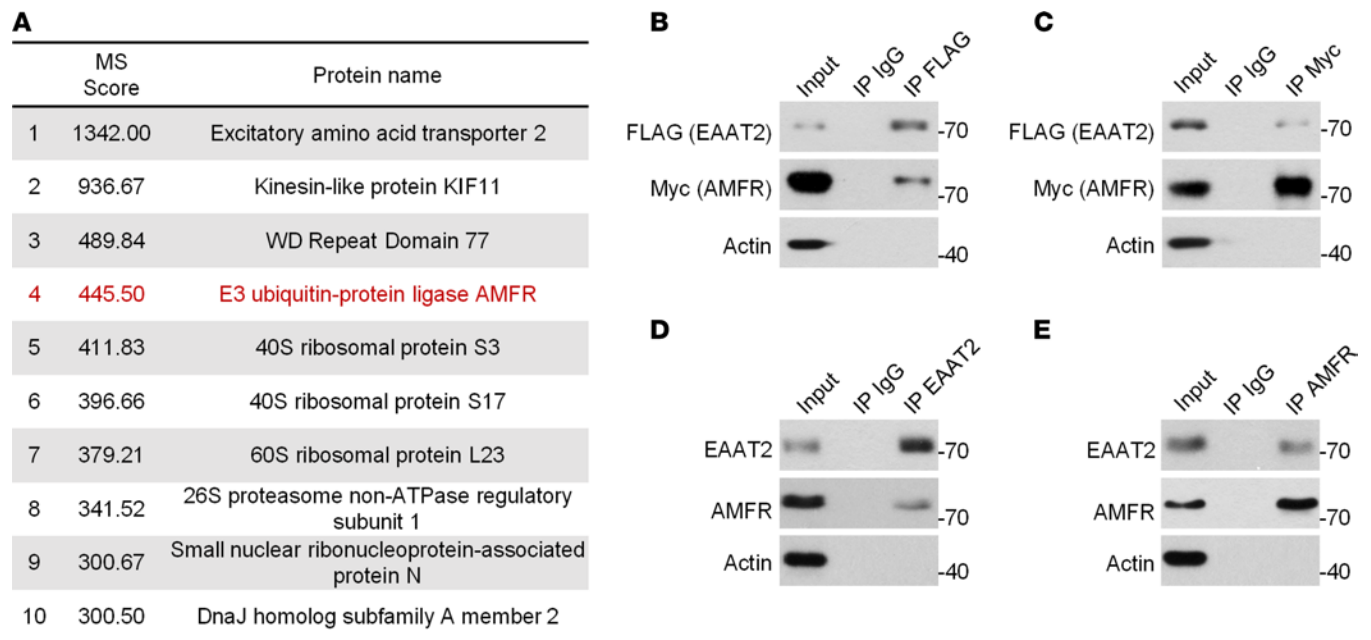 A
MS
Score
Protein name
1 1342.00 Excitatory amino acid transporter 2
2 936.67 Kinesin-like protein KIF11
3 489.84 WD Repeat Domain 77
4 445.50 E3 ubiquitin-protein ligase AMFR
5 411.83 40S ribosomal protein S3
6 396.66 40S ribosomal protein S17
7 379.21 60S ribosomal protein L23
8 341.52 26S proteasome non-ATPase regulatory
subunit 1
9 300.67 Small nuclear ribonucleoprotein-associated
protein N
10 300.50 DnaJ homolog subfamily A member 2
B
Input IP IgG IP FLAG
FLAG (EAAT2) -70
Myc (AMFR) -70
Actin -40
C
Input IP IgG IP Myc
FLAG (EAAT2) -70
Myc (AMFR) -70
Actin -40
D
Input IP IgG IP EAAT2
EAAT2 -70
AMFR -70
Actin -40
E
Input IP IgG IP AMFR
EAAT2 -70
AMFR -70
Actin -40